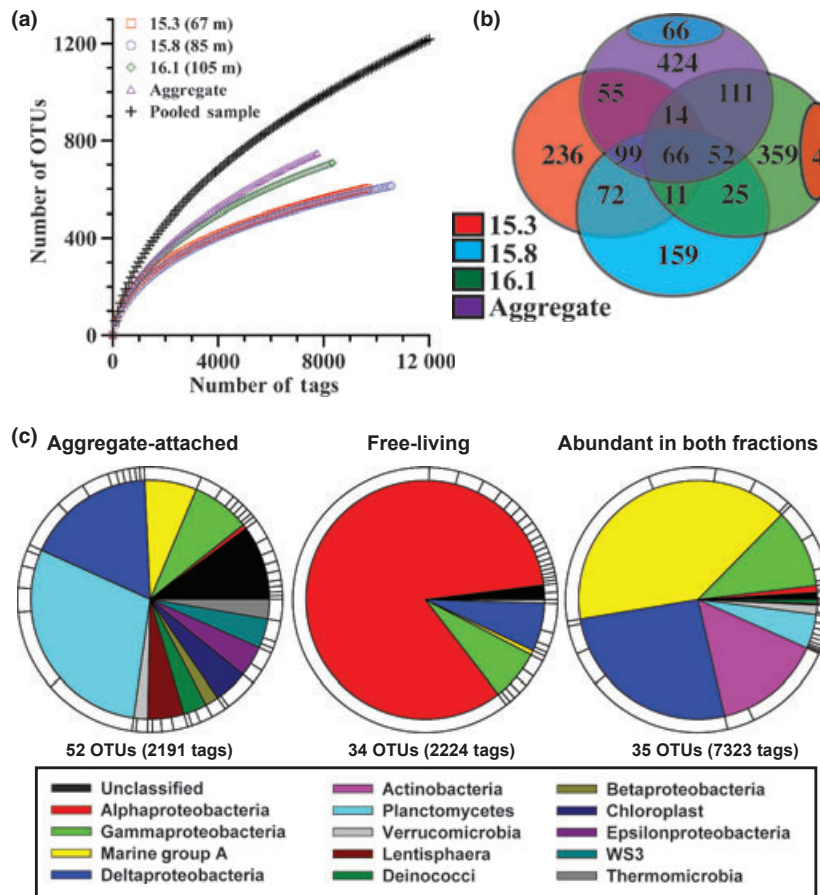 (a)
15.3 (67 m)
15.8 (85 m)
16.1 (105 m)
Aggregate
Pooled sample
1200
800
400
0
Number of OTUs
0 4000 8000 12 000
Number of tags
(b)
66
424
55 111
14
236 99 66 52 359 4
72 11 25
159
15.3
15.8
16.1
Aggregate
(c)
Aggregate-attached Free-living Abundant in both fractions
52 OTUs (2191 tags) 34 OTUs (2224 tags) 35 OTUs (7323 tags)
Unclassified Actinobacteria Betaproteobacteria
Alphaproteobacteria Planctomycetes Chloroplast
Gammaproteobacteria Verrucomicrobia Epsilonproteobacteria
Marine group A Lentisphaera WS3
Deltaproteobacteria Deinococci Thermomicrobia